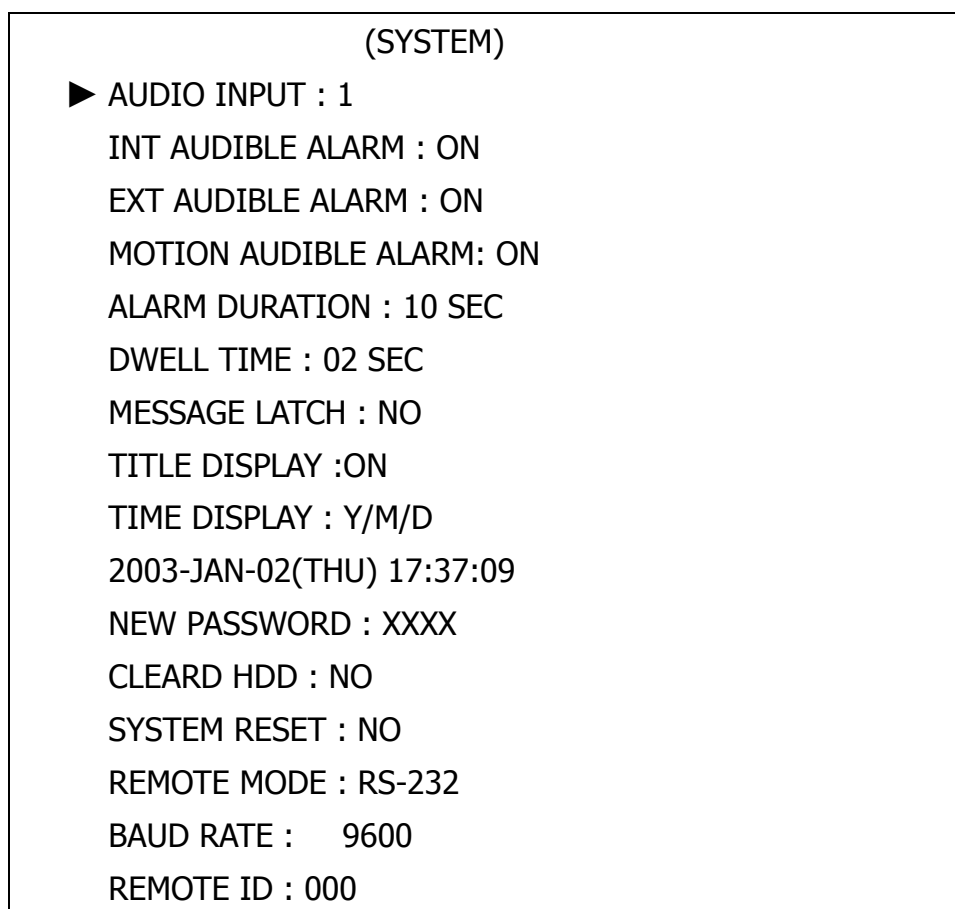 (SYSTEM)
► AUDIO INPUT : 1
INT AUDIBLE ALARM : ON
EXT AUDIBLE ALARM : ON
MOTION AUDIBLE ALARM: ON
ALARM DURATION : 10 SEC
DWELL TIME : 02 SEC
MESSAGE LATCH : NO
TITLE DISPLAY :ON
TIME DISPLAY : Y/M/D
2003-JAN-02(THU) 17:37:09
NEW PASSWORD : XXXX
CLEARD HDD : NO
SYSTEM RESET : NO
REMOTE MODE : RS-232
BAUD RATE : 9600
REMOTE ID : 000